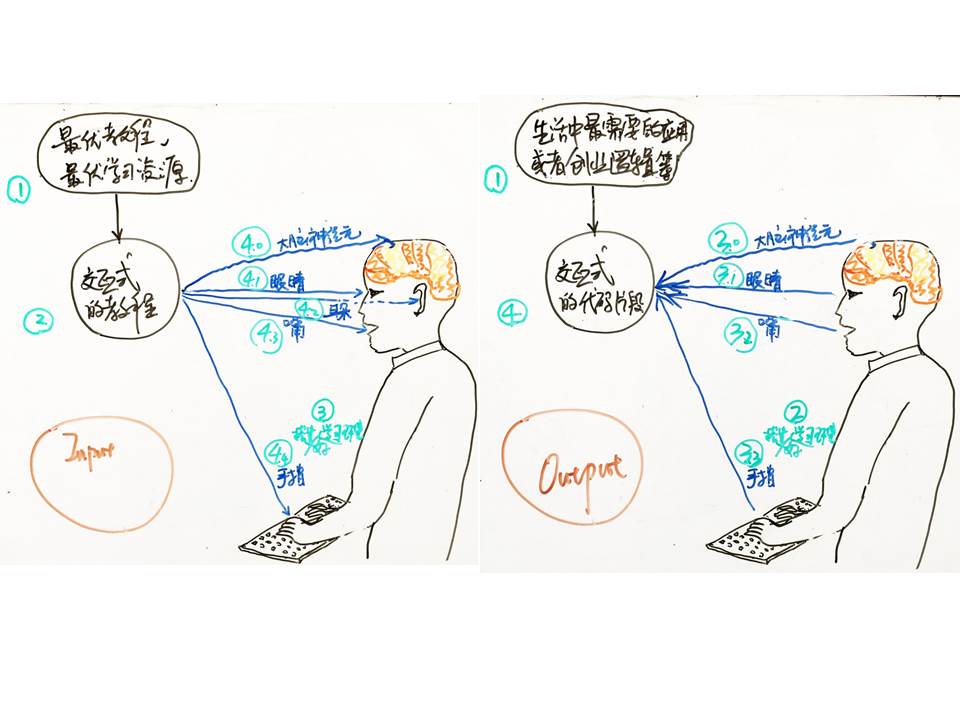 最优教程、
最优学习资源
①
交互式
的教程
②
4.0 大脑神经元
4.1 眼睛
4.2 耳朵
4.3 嘴
③
学习环境
4.4
手指
Input
生活中最需要的应用
或者创业逻辑等
①
交互式
的代码片段
④
3.0 大脑神经元
3.1 眼睛
3.2 嘴
②
学习环境
3.3
手指
Output